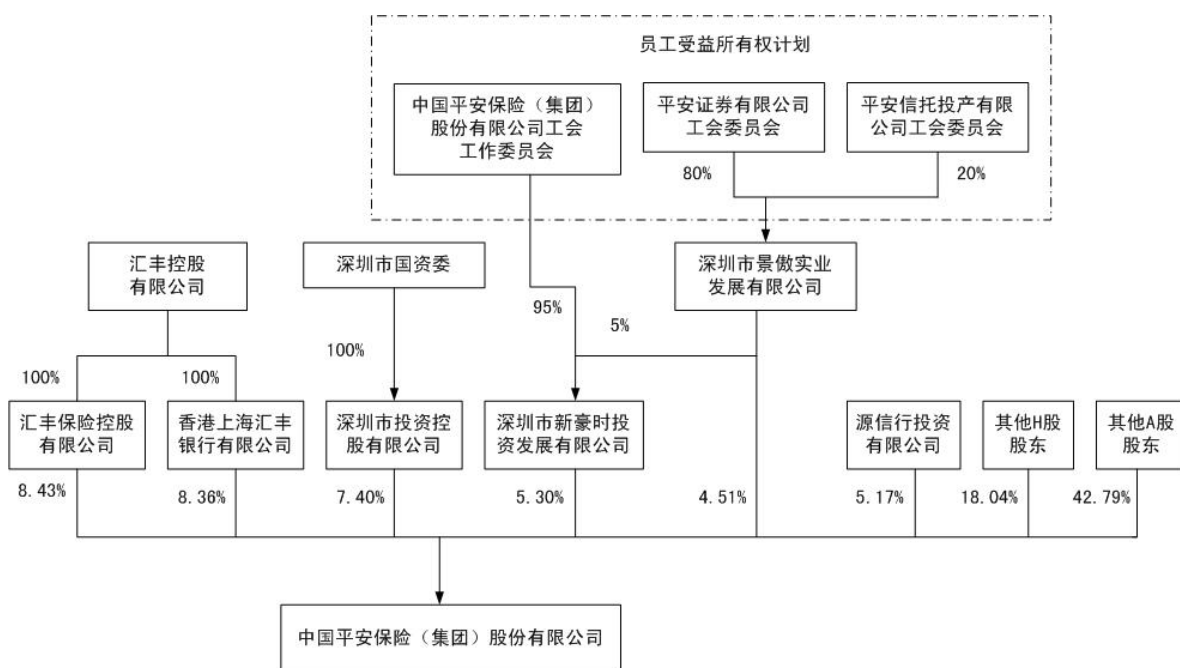 员工受益所有权计划
中国平安保险（集团）
股份有限公司工会
工作委员会
平安证券有限公司
工会委员会
平安信托投产有限
公司工会委员会
80%
20%
汇丰控股
有限公司
深圳市国资委
深圳市景傲实业
发展有限公司
95%
5%
100%
100%
100%
汇丰保险控股
有限公司
香港上海汇丰
银行有限公司
深圳市投资控
股有限公司
深圳市新豪时投
资发展有限公司
源信行投资
有限公司
其他H股
股东
其他A股
股东
8.43%
8.36%
7.40%
5.30%
4.51%
5.17%
18.04%
42.79%
中国平安保险（集团）股份有限公司